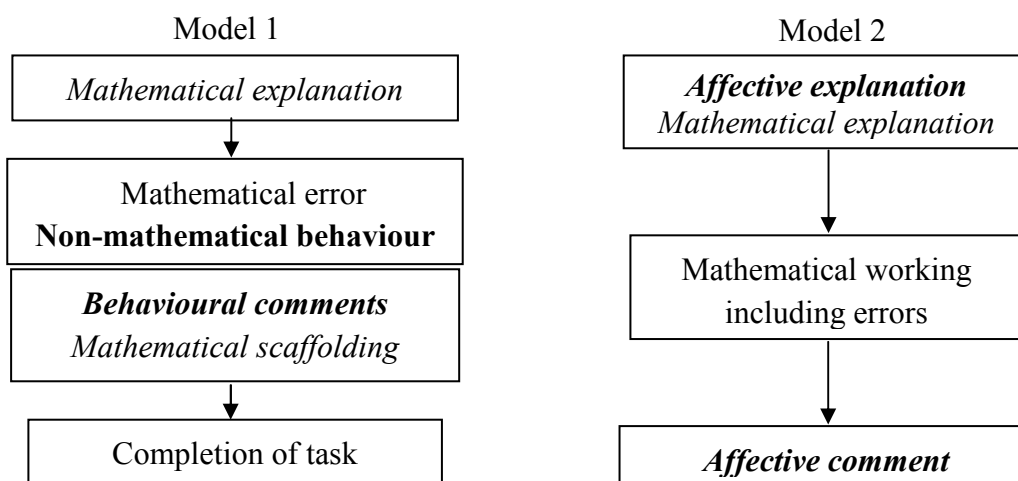 Model 1
Mathematical explanation
Mathematical error
Non-mathematical behaviour
Behavioural comments
Mathematical scaffolding
Completion of task
Model 2
Affective explanation
Mathematical explanation
Mathematical working
including errors
Affective comment